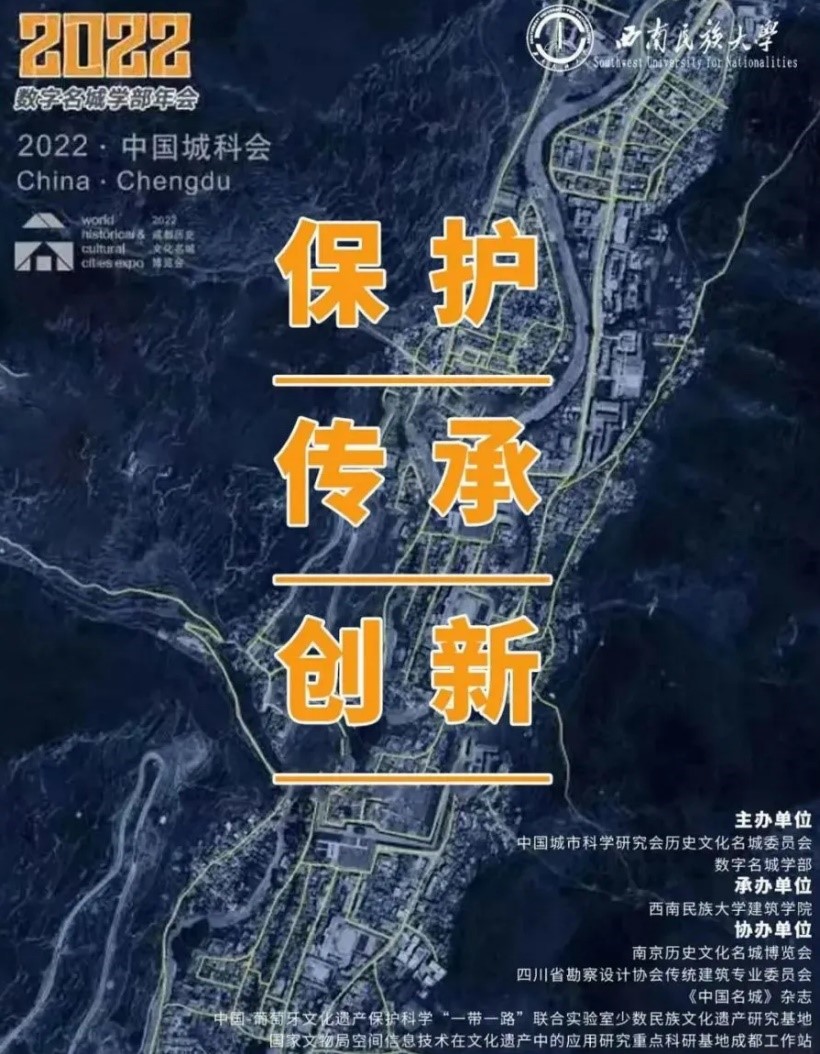 2022
数字名城学部年会
2022 · 中国城科会
China · Chengdu
world
historical &
cultural
cities expo
2022
成都历史
文化名城
博览会
西南民族大学
Southwest University for Nationalities
保护
传承
创新
主办单位
中国城市科学研究会历史文化名城委员会
数字名城学部
承办单位
西南民族大学建筑学院
协办单位
南京历史文化名城博览会
四川省勘察设计协会传统建筑专业委员会
《中国名城》杂志
中国-葡萄牙文化遗产保护科学“一带一路”联合实验室少数民族文化遗产研究基地
国家文物局空间信息技术在文化遗产中的应用研究重点科研基地成都工作站